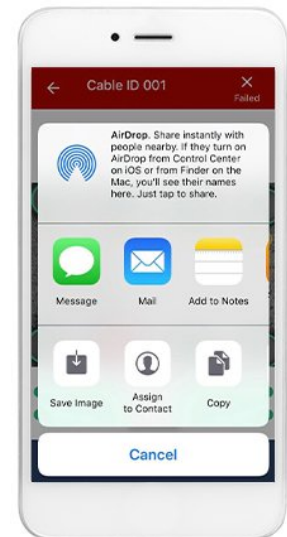 Cable ID 001
Failed
AirDrop. Share instantly with
people nearby. If they turn on
AirDrop from Control Center
on iOS or from Finder on the
Mac, you'll see their names
here. Just tap to share.
Message
Mail
Add to Notes
Save Image
Assign
to Contact
Copy
Cancel